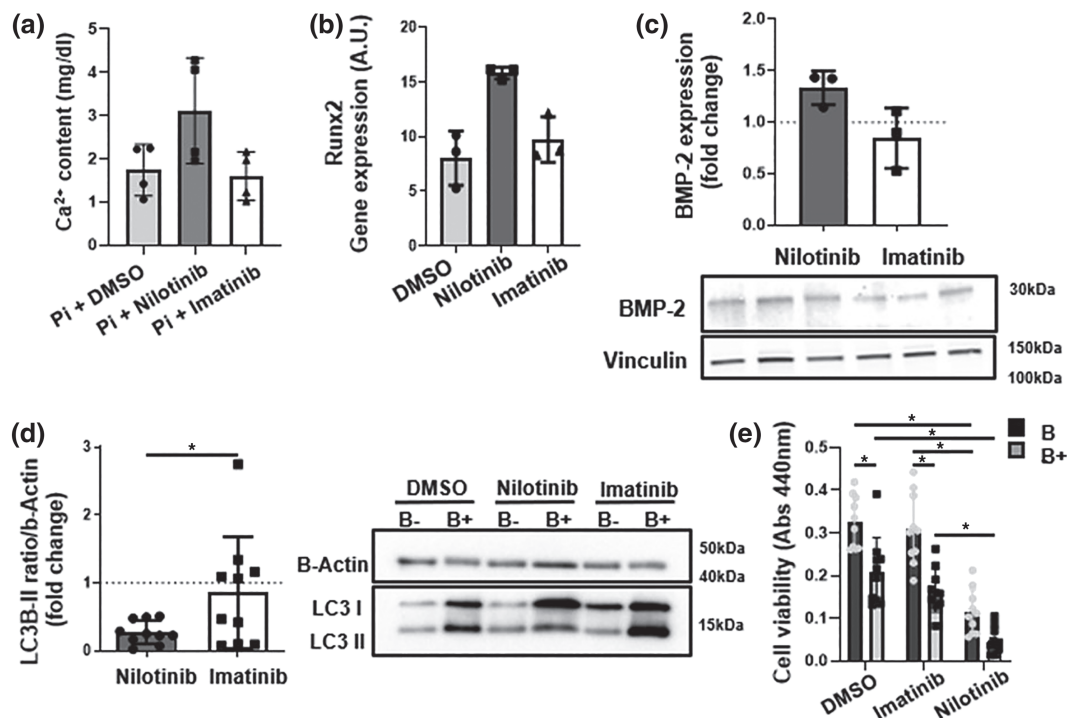 (a)
Ca²⁺ content (mg/dl)
5
4
3
2
1
0
Pi + DMSO
Pi + Nilotinib
Pi + Imatinib
(b)
Runx2
Gene expression (A.U.)
20
15
10
5
0
DMSO
Nilotinib
Imatinib
(c)
BMP-2 expression
(fold change)
2.0
1.5
1.0
0.5
0.0
Nilotinib Imatinib
BMP-2
30kDa
Vinculin
150kDa
100kDa
(d)
LC3B-II ratio/b-Actin
(fold change)
3
2
1
0
*
Nilotinib Imatinib
DMSO Nilotinib Imatinib
B- B+ B- B+ B- B+
B-Actin
50kDa
40kDa
LC3 I
LC3 II
15kDa
(e)
Cell viability (Abs 440nm)
0.5
0.4
0.3
0.2
0.1
0.0
*
*
*
*
*
*
B
B+
DMSO
Imatinib
Nilotinib